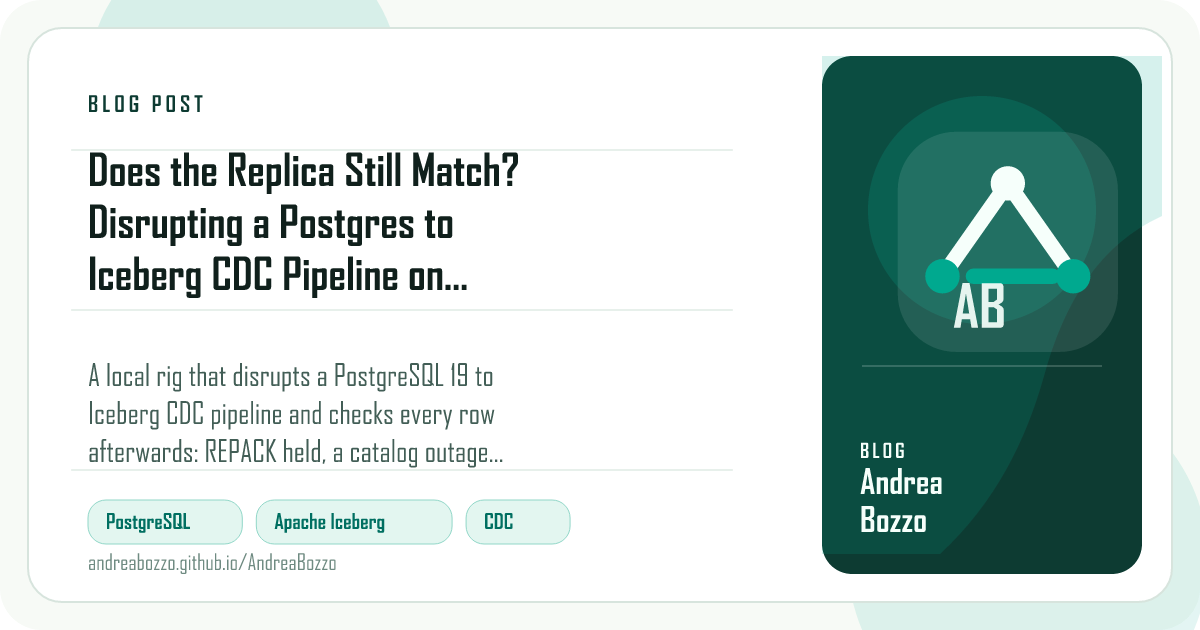 BLOG POST
Does the Replica Still Match?
Disrupting a Postgres to
Iceberg CDC Pipeline on...
A local rig that disrupts a PostgreSQL 19 to
Iceberg CDC pipeline and checks every row
afterwards: REPACK held, a catalog outage...
PostgreSQL
Apache Iceberg
CDC
andreabozzo.github.io/AndreaBozzo
AB
BLOG
Andrea
Bozzo